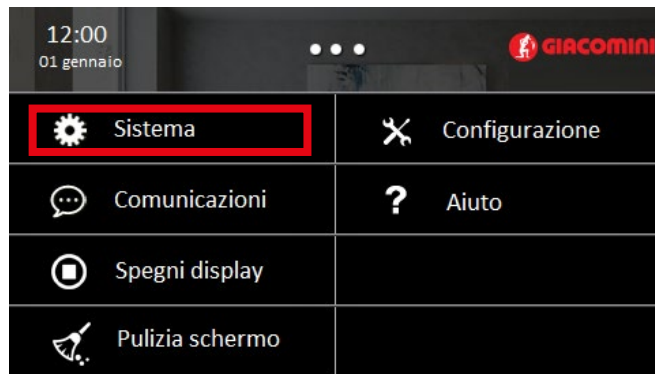 12:00
01 gennaio
GIACOMINI
Sistema
Configurazione
Comunicazioni
? Aiuto
Spegni display
Pulizia schermo